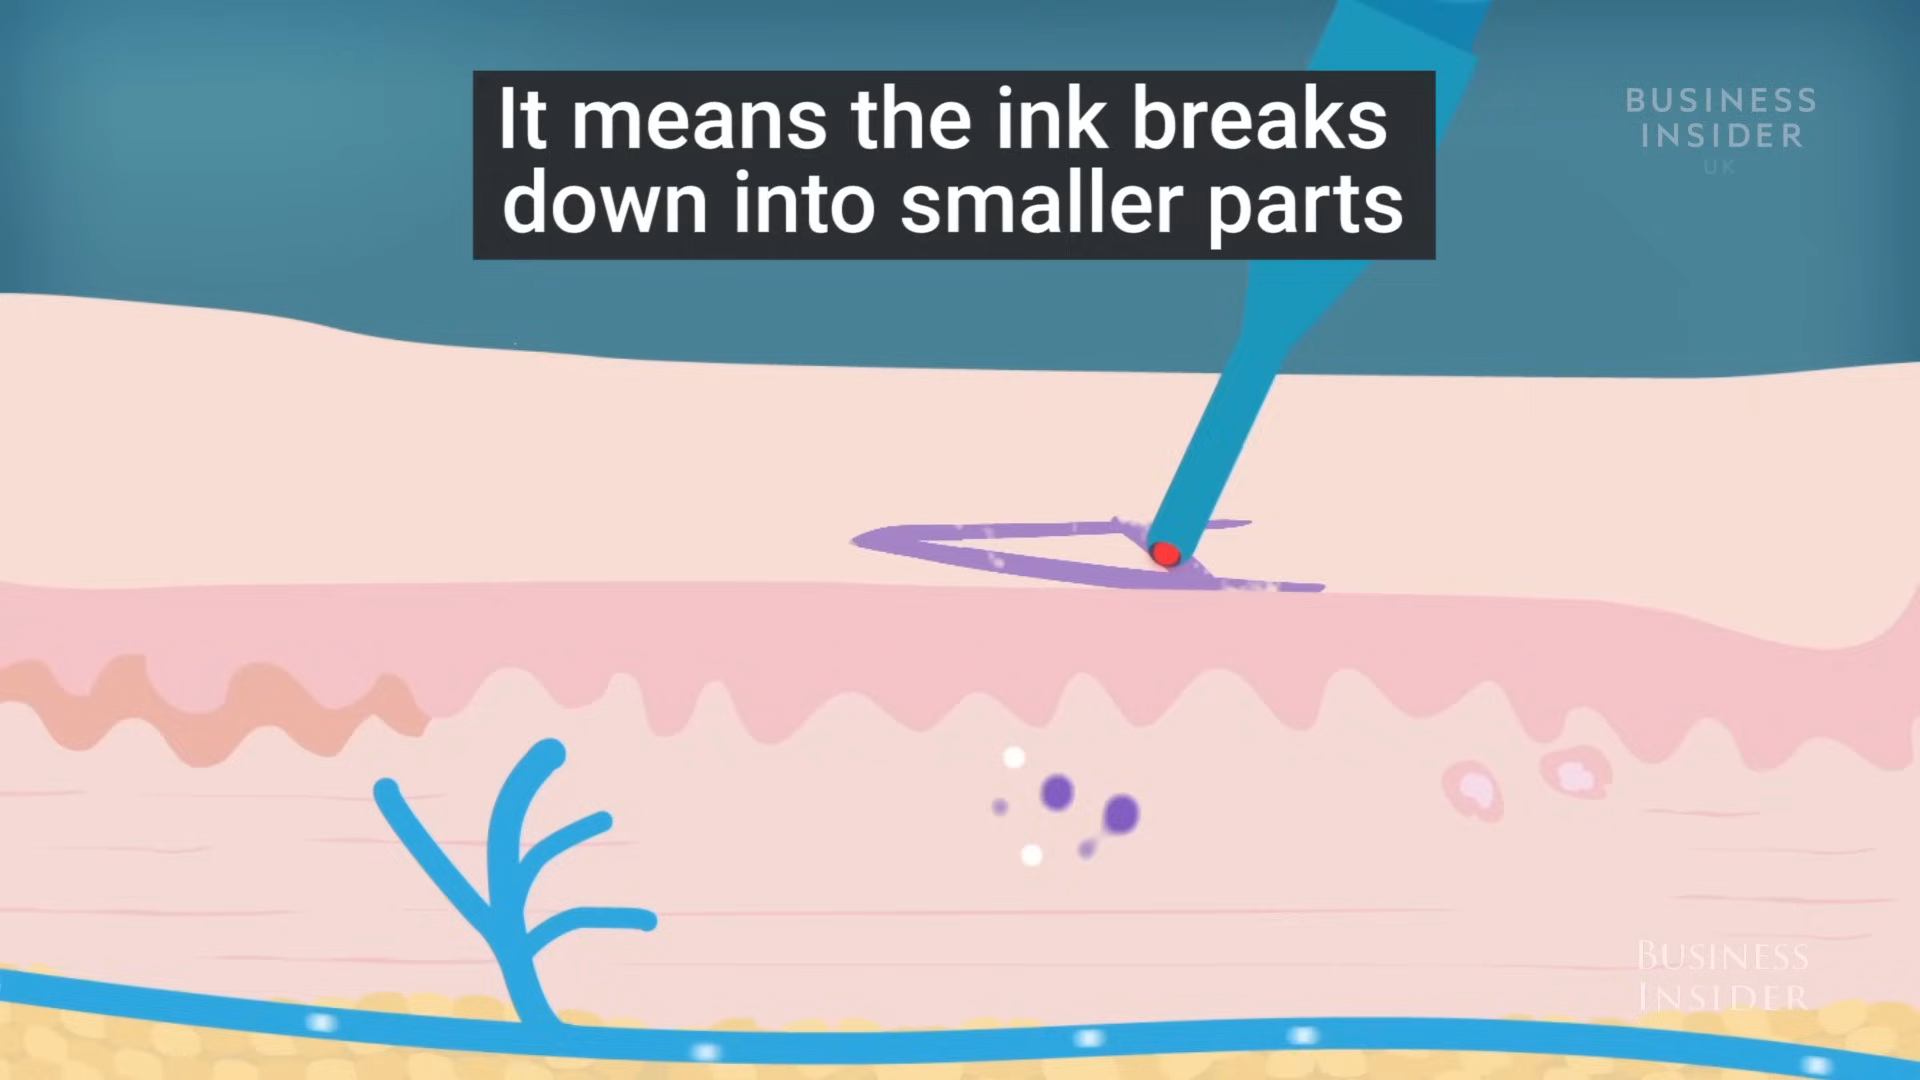 It means the ink breaks
down into smaller parts
BUSINESS
INSIDER
UK
BUSINESS
INSIDER